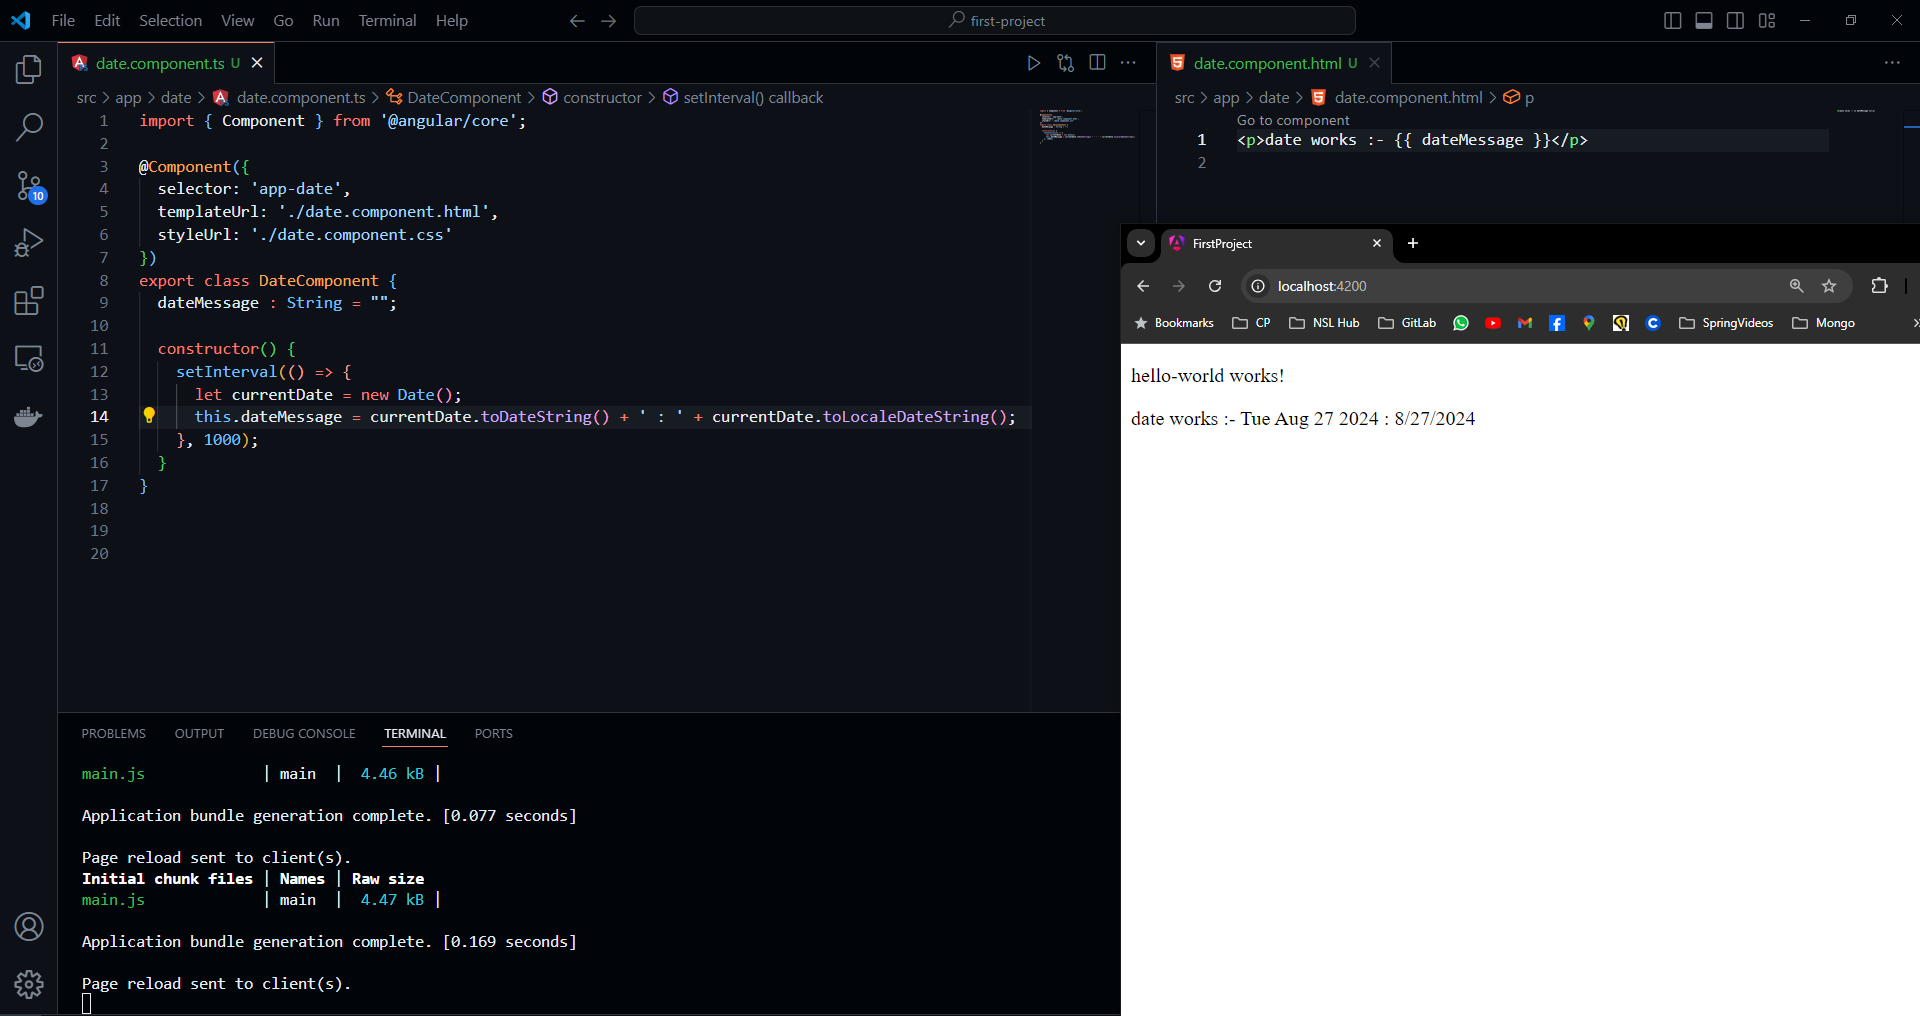 File Edit Selection View Go Run Terminal Help
first-project
date.component.ts U
src > app > date > date.component.ts > DateComponent > constructor > setInterval() callback
1 import { Component } from '@angular/core';
2
3 @Component({
4 selector: 'app-date',
5 templateUrl: './date.component.html',
6 styleUrl: './date.component.css'
7 })
8 export class DateComponent {
9 dateMessage : String = "";
10
11 constructor() {
12 setInterval(() => {
13 let currentDate = new Date();
14 this.dateMessage = currentDate.toDateString() + ' : ' + currentDate.toLocaleDateString();
15 }, 1000);
16 }
17 }
18
19
20
10
date.component.html U
src > app > date > date.component.html > p
Go to component
1 <p>date works :- {{ dateMessage }}</p>
2
FirstProject
localhost:4200
Bookmarks CP NSL Hub GitLab SpringVideos Mongo
hello-world works!
date works :- Tue Aug 27 2024 : 8/27/2024
PROBLEMS OUTPUT DEBUG CONSOLE TERMINAL PORTS
main.js | main | 4.46 kB |
Application bundle generation complete. [0.077 seconds]
Page reload sent to client(s).
Initial chunk files | Names | Raw size
main.js | main | 4.47 kB |
Application bundle generation complete. [0.169 seconds]
Page reload sent to client(s).